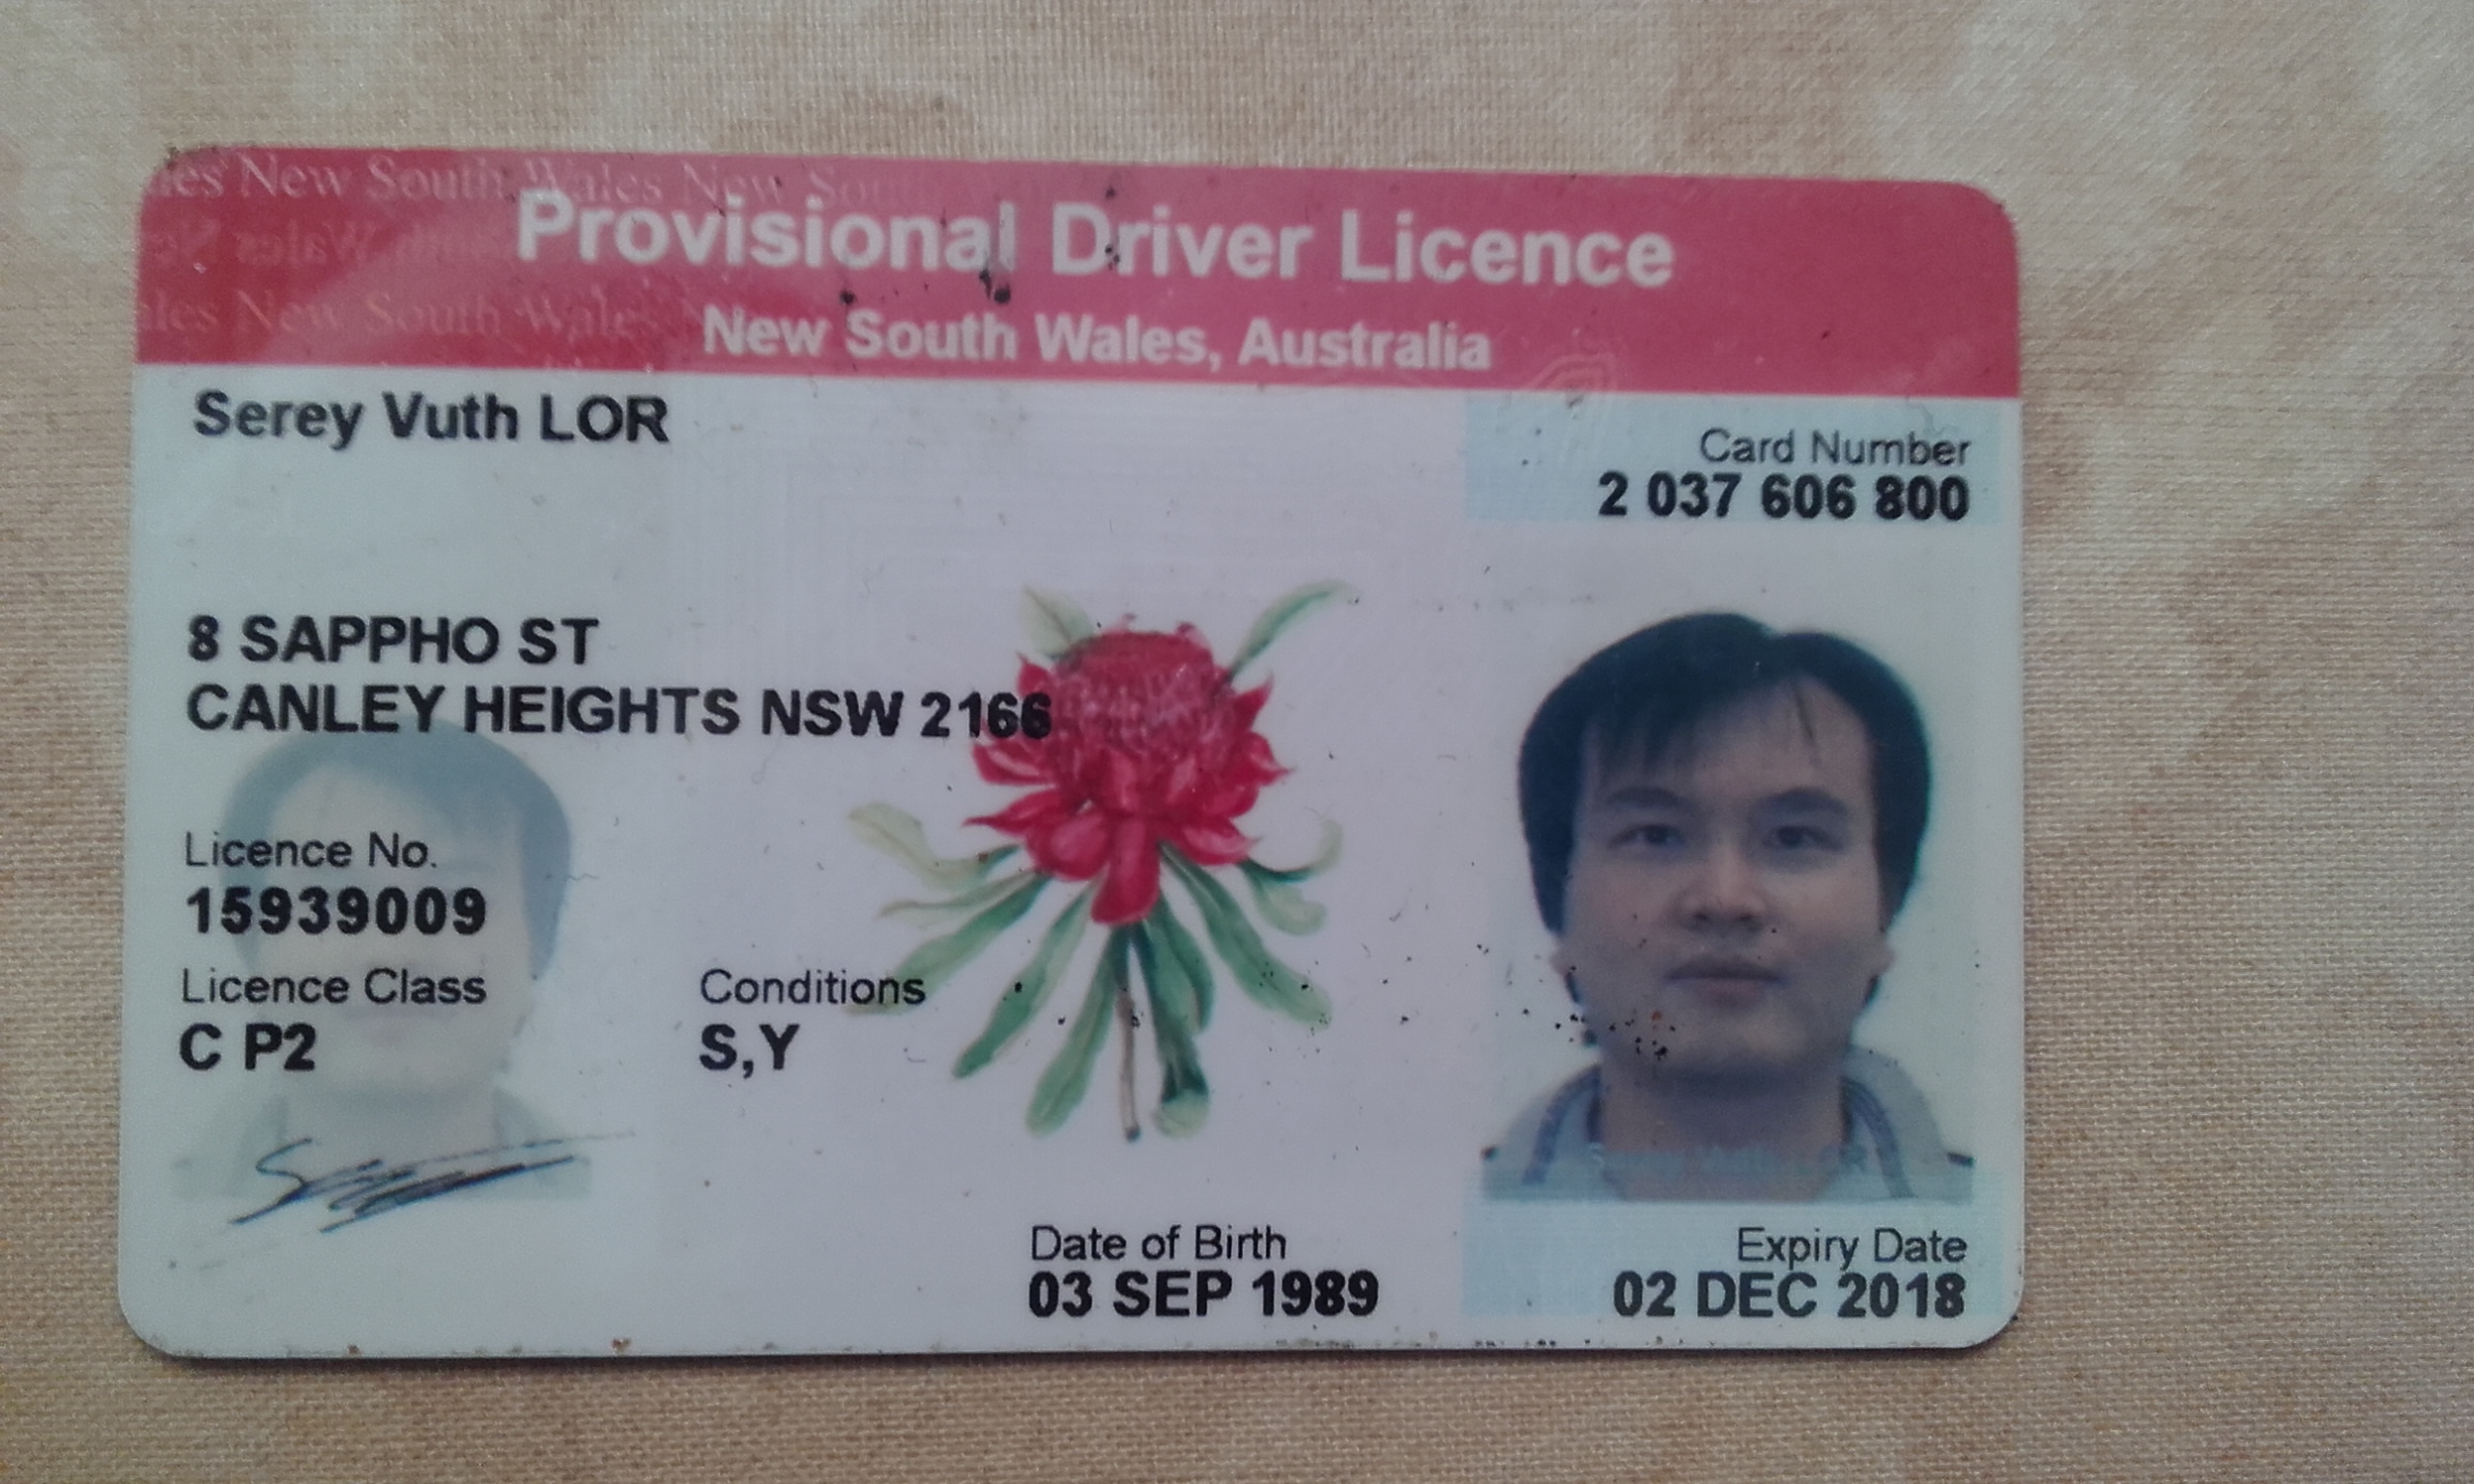 Provisional Driver Licence
New South Wales, Australia
Serey Vuth LOR
Card Number
2 037 606 800
8 SAPPHO ST
CANLEY HEIGHTS NSW 2166
Licence No.
15939009
Licence Class
C P2
Conditions
S,Y
Date of Birth
03 SEP 1989
Expiry Date
02 DEC 2018